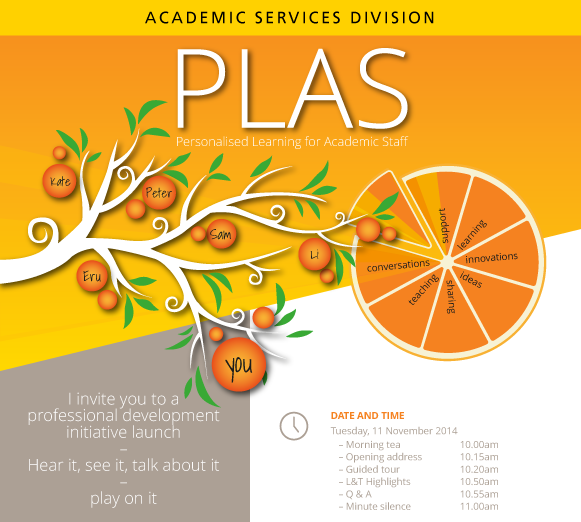 ACADEMIC SERVICES DIVISION
PLAS
Personalised Learning for Academic Staff
Kate
Peter
Sam
Li
Eru
you
support
learning
innovations
ideas
sharing
teaching
conversations
I invite you to a
professional development
initiative launch
–
Hear it, see it, talk about it
–
play on it
DATE AND TIME
Tuesday, 11 November 2014
– Morning tea 10.00am
– Opening address 10.15am
– Guided tour 10.20am
– L&T Highlights 10.50am
– Q & A 10.55am
– Minute silence 11.00am